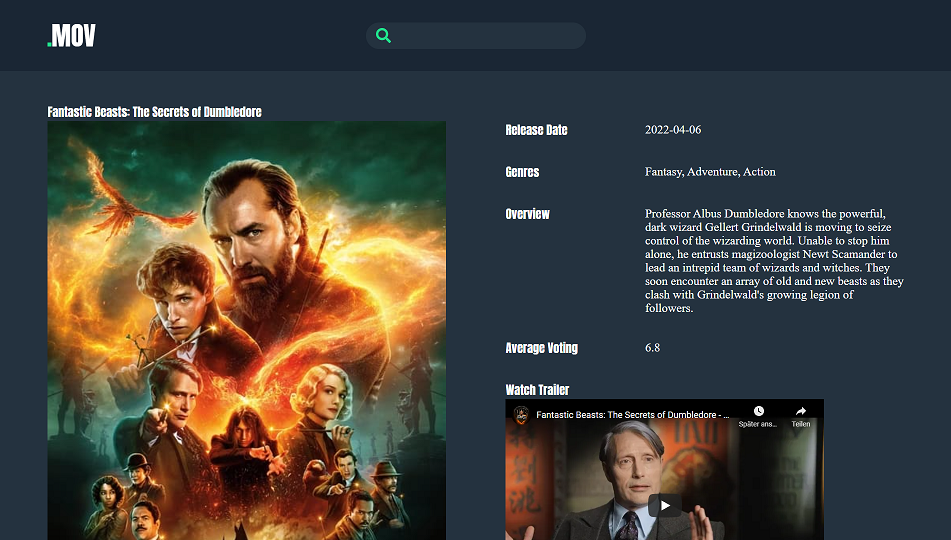 .MOV
Fantastic Beasts: The Secrets of Dumbledore
Release Date
2022-04-06
Genres
Fantasy, Adventure, Action
Overview
Professor Albus Dumbledore knows the powerful,
dark wizard Gellert Grindelwald is moving to seize
control of the wizarding world. Unable to stop him
alone, he entrusts magizoologist Newt Scamander to
lead an intrepid team of wizards and witches. They
soon encounter an array of old and new beasts as they
clash with Grindelwald's growing legion of
followers.
Average Voting
6.8
Watch Trailer
Fantastic Beasts: The Secrets of Dumbledore - ...
Später ans...
Teilen